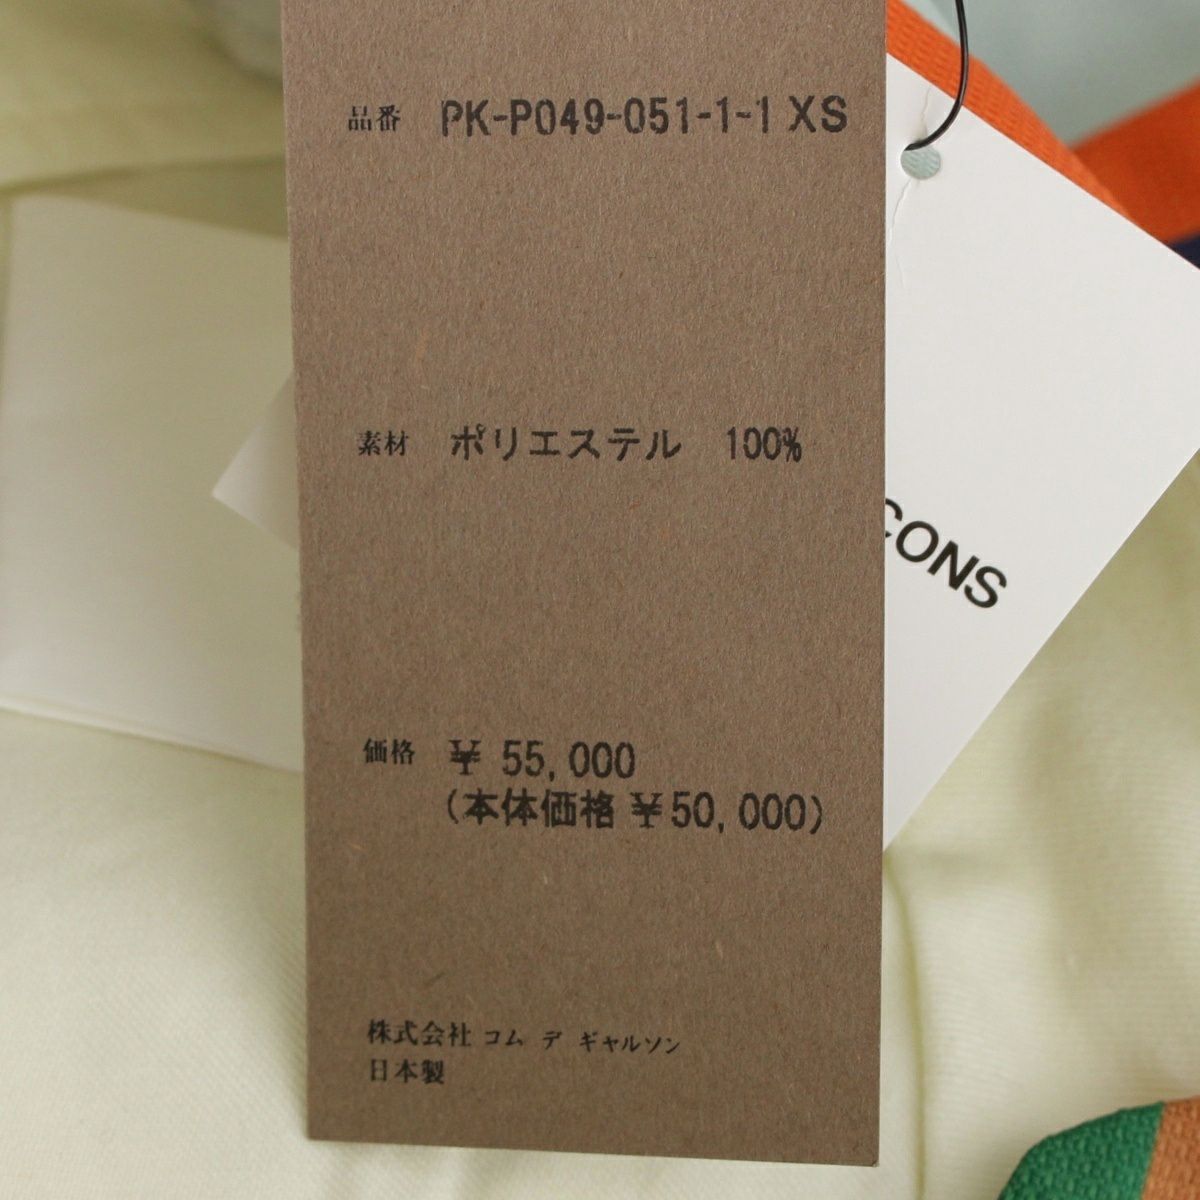 品番 PK-P049-051-1-1 XS
素材 ポリエステル 100%
価格 ¥ 55,000
(本体価格 ¥50,000)
株式会社 コム デ ギャルソン
日本製
CONS